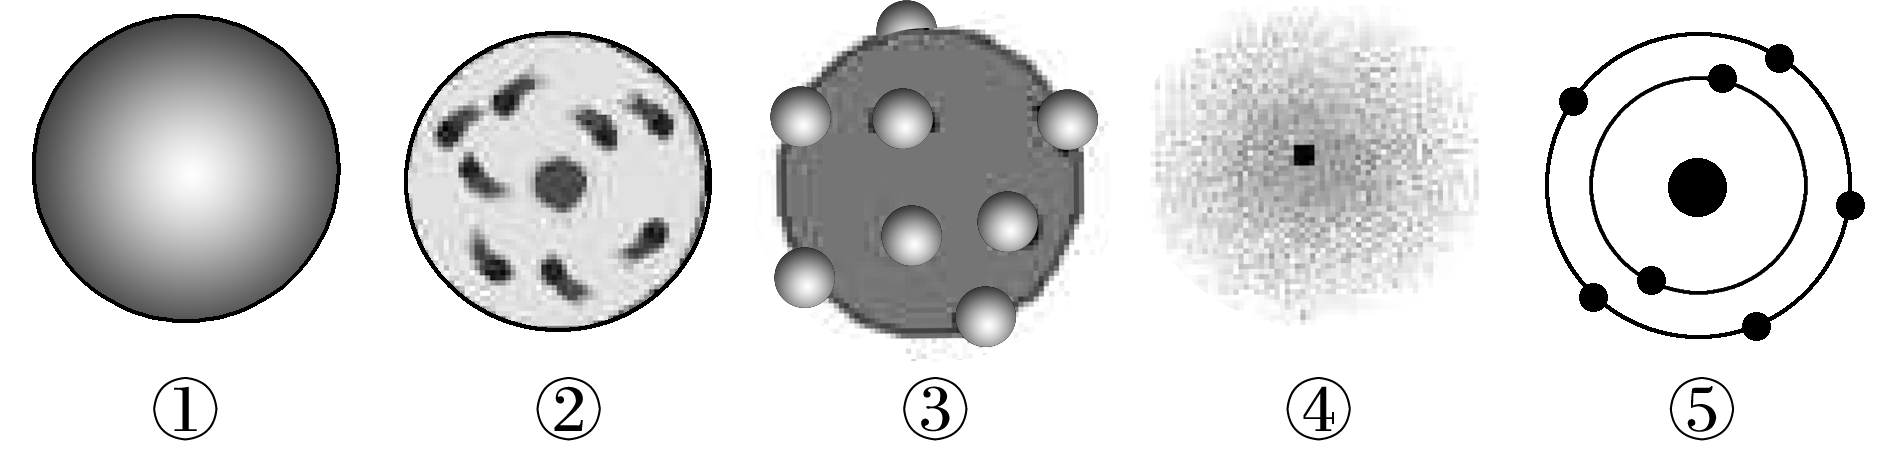 ① ② ③ ④ ⑤